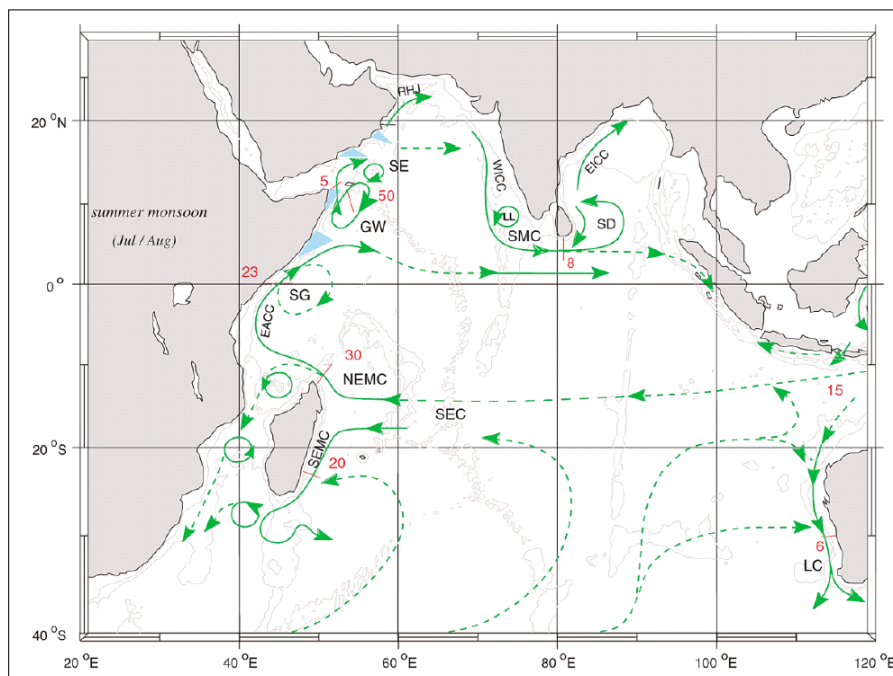 RHJ
20 °N
SE
5
50
WICC
EICC
summer monsoon
(Jul / Aug)
GW
LL
SD
SMC
8
23
0 °
SG
EACC
30
NEMC
15
SEC
20 °S
SEMC
20
6
LC
40 °S
20 °E
40 °E
60 °E
80 °E
100 °E
120 °E